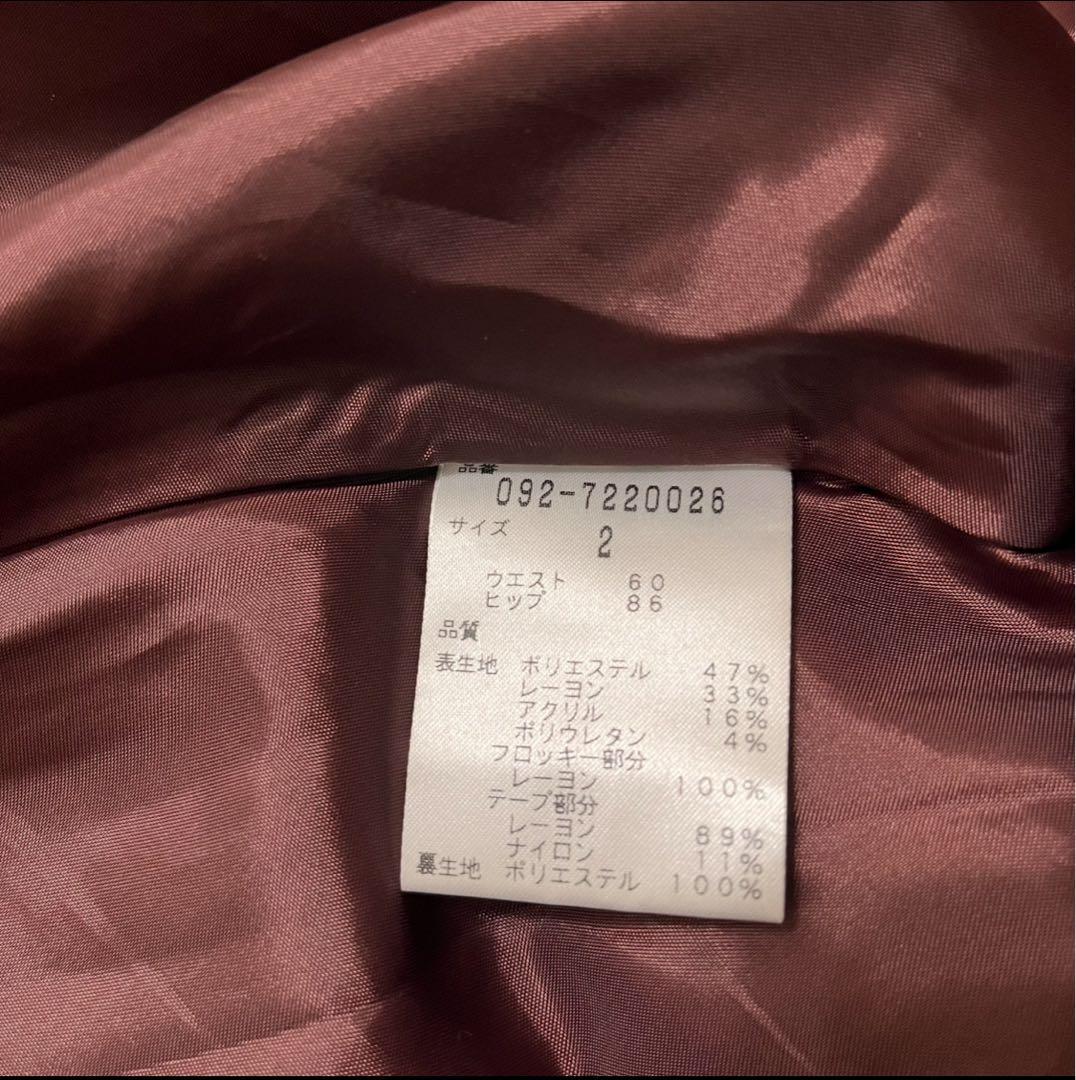 品番
092-7220026
サイズ 2
ウエスト 60
ヒップ 86
品質
表生地 ポリエステル 47%
レーヨン 33%
アクリル 16%
ポリウレタン 4%
フロッキー部分
レーヨン 100%
テープ部分
レーヨン 89%
ナイロン 11%
裏生地 ポリエステル 100%